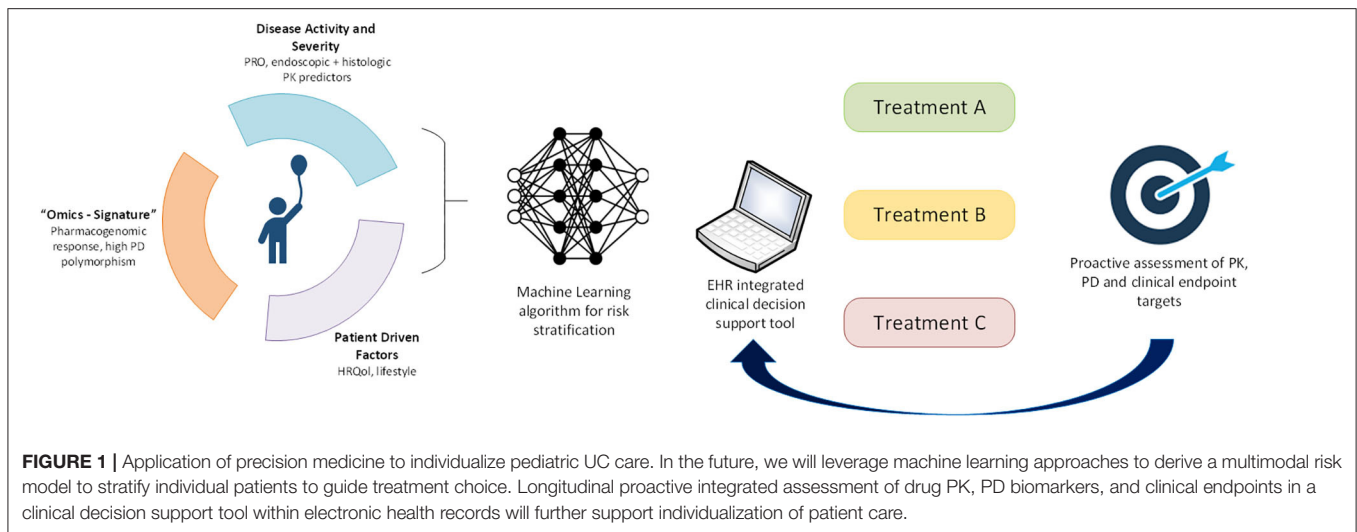 Disease Activity and
Severity
PRO, endoscopic + histologic
PK predictors
"Omics - Signature"
Pharmacogenomic
response, high PD
polymorphism
Patient Driven
Factors
HRQol, lifestyle
Machine Learning
algorithm for risk
stratification
EHR integrated
clinical decision
support tool
Treatment A
Treatment B
Treatment C
Proactive assessment of PK,
PD and clinical endpoint
targets
FIGURE 1 | Application of precision medicine to individualize pediatric UC care. In the future, we will leverage machine learning approaches to derive a multimodal risk
model to stratify individual patients to guide treatment choice. Longitudinal proactive integrated assessment of drug PK, PD biomarkers, and clinical endpoints in a
clinical decision support tool within electronic health records will further support individualization of patient care.